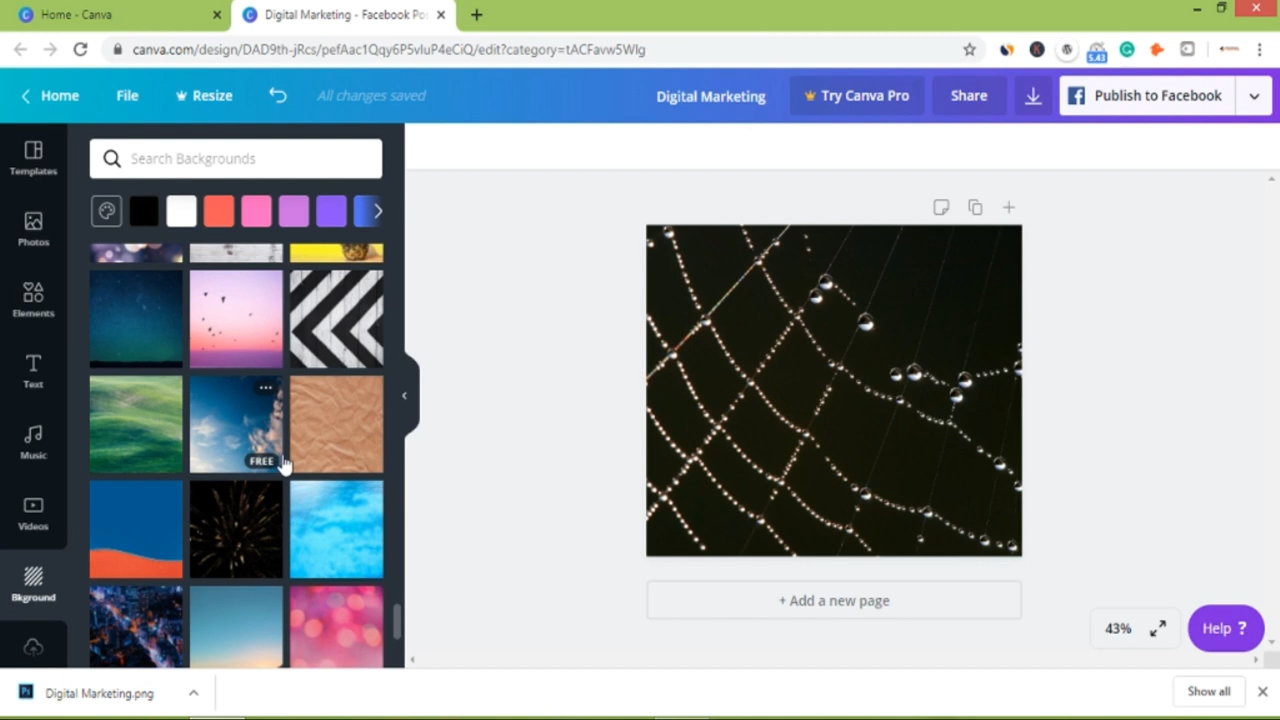 Home - Canva
Digital Marketing - Facebook Po
canva.com/design/DAD9th-jRcs/pefAac1Qqy6P5vluP4eCiQ/edit?category=tACFavw5Wlg
5.43
Home
File
Resize
All changes saved
Digital Marketing
Try Canva Pro
Share
Publish to Facebook
Templates
Photos
Elements
Text
Music
Videos
Bkground
Search Backgrounds
FREE
+ Add a new page
43%
Help ?
Digital Marketing.png
Show all